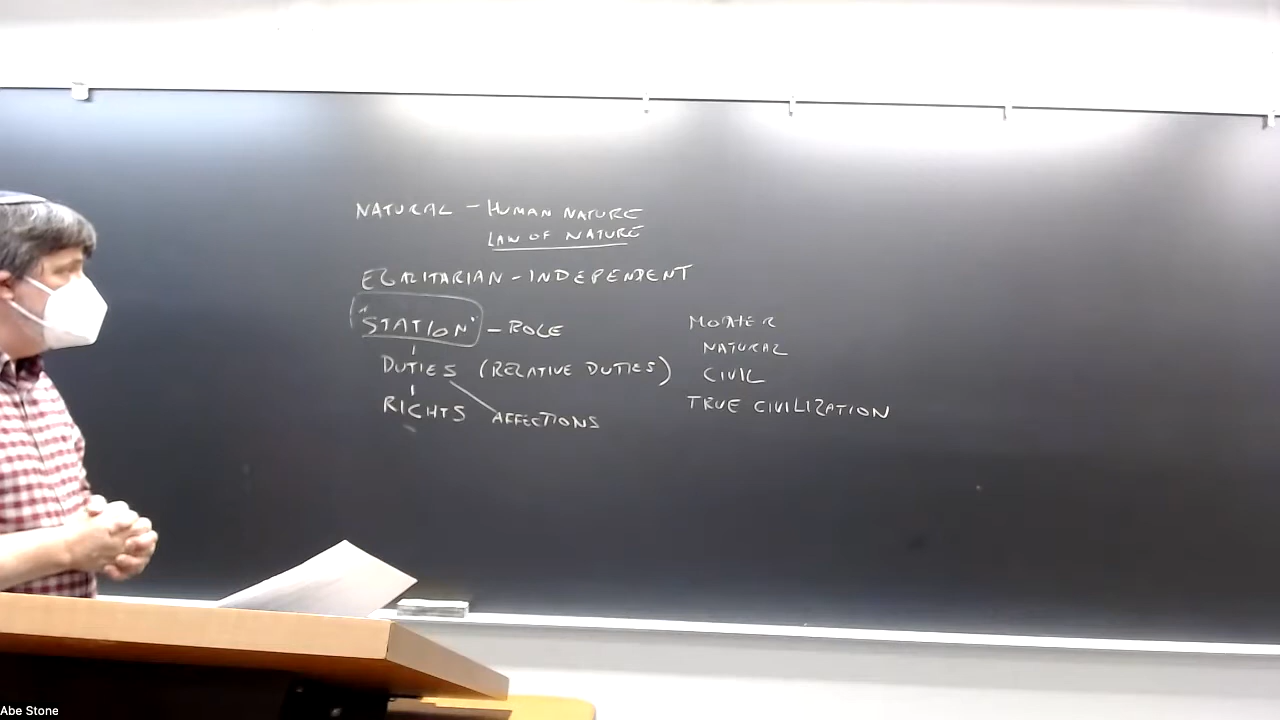 NATURAL - HUMAN NATURE
LAW OF NATURE
EGALITARIAN - INDEPENDENT
"STATION" - ROLE
DUTIES (RELATIVE DUTIES)
RIGHTS AFFECTIONS
MOTHER
NATURAL
CIVIL
TRUE CIVILIZATION
Abe Stone